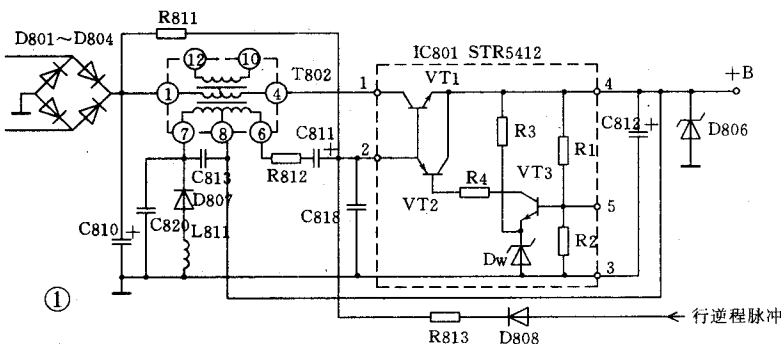 R811
D801~D804
12
10
IC801 STR5412
T802
1
4
1
VT1
4
+B
7
8
6
C811
R3
C812
+
D806
2
+
R1
C813
R812
VT3
R4
VT2
5
D807
C818
C820
L811
Dw
R2
C810
+
3
①
R813
D808
行逆程脉冲